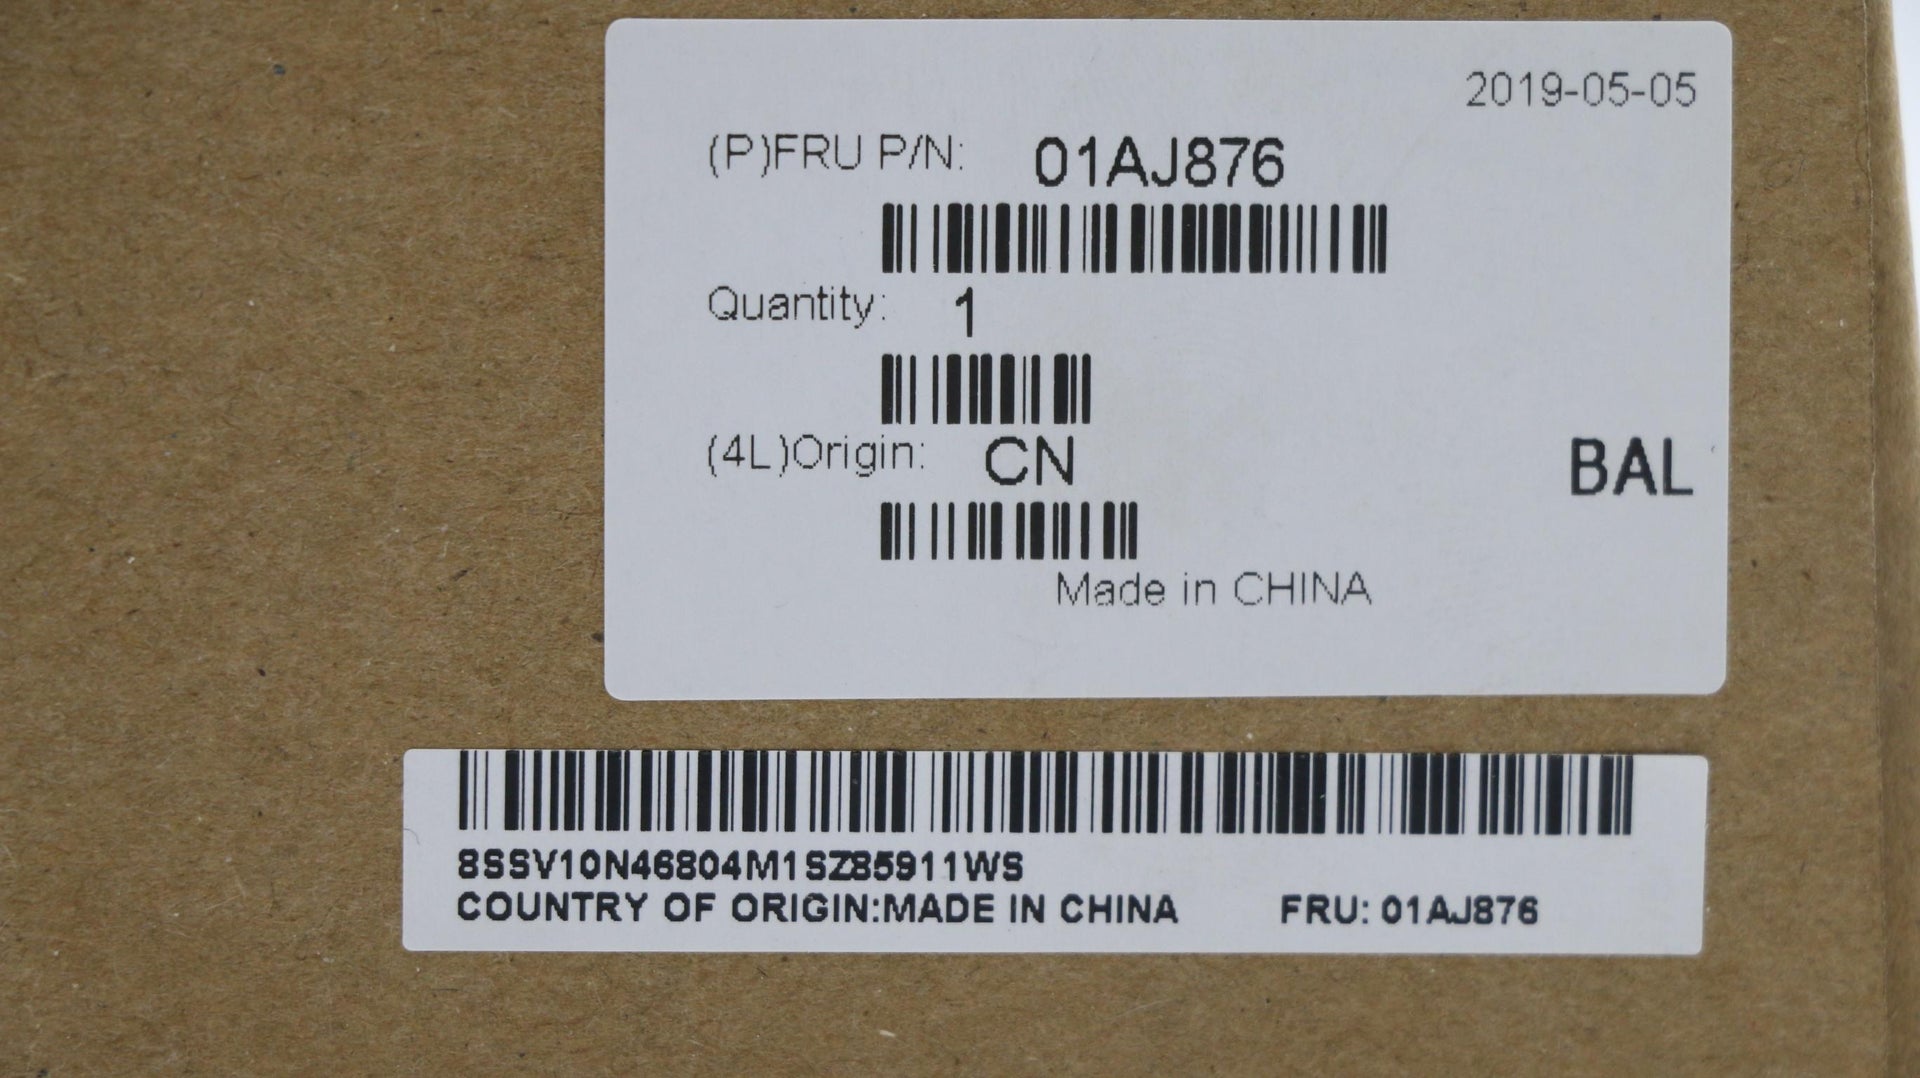 2019-05-05
(P)FRU P/N: 01AJ876
Quantity: 1
(4L)Origin: CN
BAL
Made in CHINA
8SSV10N46804M1SZ85911WS
COUNTRY OF ORIGIN:MADE IN CHINA FRU: 01AJ876